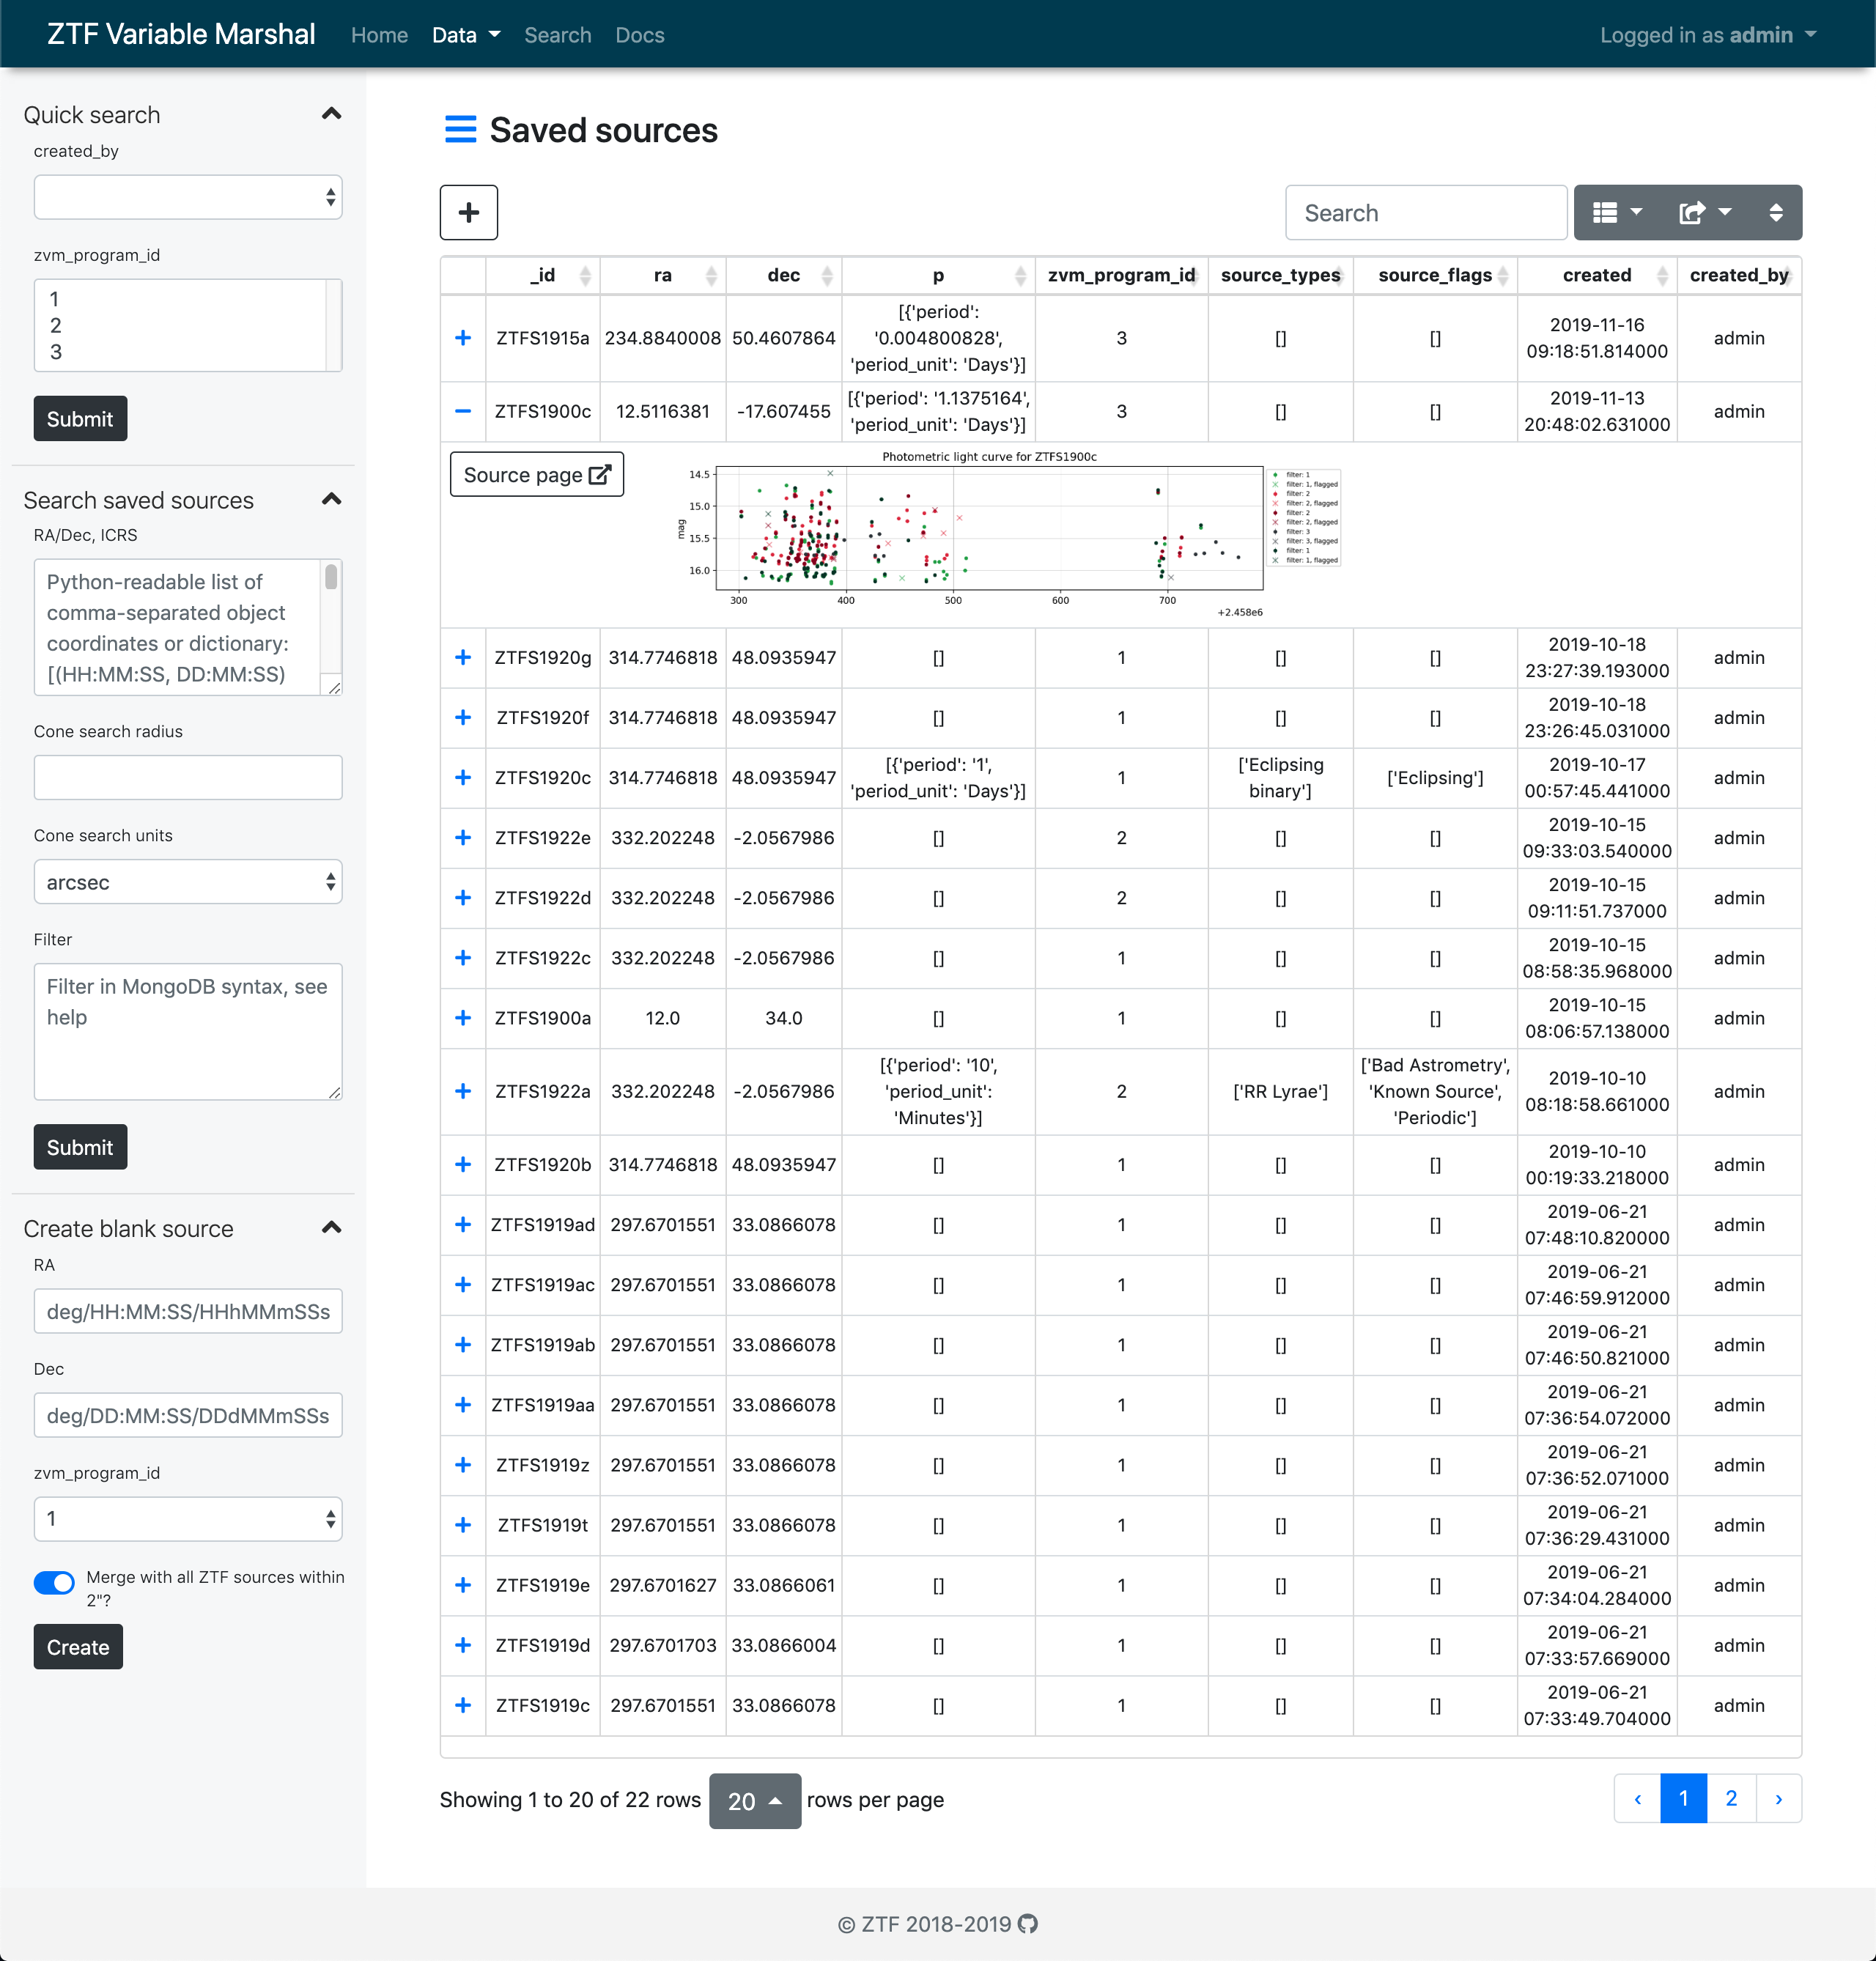 ZTF Variable Marshal Home Data Search Docs Logged in as admin
Quick search
created_by
zvm_program_id
1
2
3
Submit
Search saved sources
RA/Dec, ICRS
Python-readable list of
comma-separated object
coordinates or dictionary:
[(HH:MM:SS, DD:MM:SS)
Cone search radius
Cone search units
arcsec
Filter
Filter in MongoDB syntax, see
help
Submit
Create blank source
RA
deg/HH:MM:SS/HHhMMmSSs
Dec
deg/DD:MM:SS/DDdMMmSSs
zvm_program_id
1
Merge with all ZTF sources within
2"?
Create
Saved sources
Search
_id ra dec p zvm_program_id source_types source_flags created created_by
ZTFS1915a 234.8840008 50.4607864 [{'period': '0.004800828', 'period_unit': 'Days'}] 3 [] [] 2019-11-16 09:18:51.814000 admin
ZTFS1900c 12.5116381 -17.607455 [{'period': '1.1375164', 'period_unit': 'Days'}] 3 [] [] 2019-11-13 20:48:02.631000 admin
Source page
Photometric light curve for ZTFS1900c
mag
14.5
15.0
15.5
16.0
300 400 500 600 700
+2.458e6
filter: 1
filter: 1, flagged
filter: 2
filter: 2, flagged
filter: 2
filter: 2, flagged
filter: 3
filter: 3, flagged
filter: 1
filter: 1, flagged
ZTFS1920g 314.7746818 48.0935947 [] 1 [] [] 2019-10-18 23:27:39.193000 admin
ZTFS1920f 314.7746818 48.0935947 [] 1 [] [] 2019-10-18 23:26:45.031000 admin
ZTFS1920c 314.7746818 48.0935947 [{'period': '1', 'period_unit': 'Days'}] 1 ['Eclipsing binary'] ['Eclipsing'] 2019-10-17 00:57:45.441000 admin
ZTFS1922e 332.202248 -2.0567986 [] 2 [] [] 2019-10-15 09:33:03.540000 admin
ZTFS1922d 332.202248 -2.0567986 [] 2 [] [] 2019-10-15 09:11:51.737000 admin
ZTFS1922c 332.202248 -2.0567986 [] 1 [] [] 2019-10-15 08:58:35.968000 admin
ZTFS1900a 12.0 34.0 [] 1 [] [] 2019-10-15 08:06:57.138000 admin
ZTFS1922a 332.202248 -2.0567986 [{'period': '10', 'period_unit': 'Minutes'}] 2 ['RR Lyrae'] ['Bad Astrometry', 'Known Source', 'Periodic'] 2019-10-10 08:18:58.661000 admin
ZTFS1920b 314.7746818 48.0935947 [] 1 [] [] 2019-10-10 00:19:33.218000 admin
ZTFS1919ad 297.6701551 33.0866078 [] 1 [] [] 2019-06-21 07:48:10.820000 admin
ZTFS1919ac 297.6701551 33.0866078 [] 1 [] [] 2019-06-21 07:46:59.912000 admin
ZTFS1919ab 297.6701551 33.0866078 [] 1 [] [] 2019-06-21 07:46:50.821000 admin
ZTFS1919aa 297.6701551 33.0866078 [] 1 [] [] 2019-06-21 07:36:54.072000 admin
ZTFS1919z 297.6701551 33.0866078 [] 1 [] [] 2019-06-21 07:36:52.071000 admin
ZTFS1919t 297.6701551 33.0866078 [] 1 [] [] 2019-06-21 07:36:29.431000 admin
ZTFS1919e 297.6701627 33.0866061 [] 1 [] [] 2019-06-21 07:34:04.284000 admin
ZTFS1919d 297.6701703 33.0866004 [] 1 [] [] 2019-06-21 07:33:57.669000 admin
ZTFS1919c 297.6701551 33.0866078 [] 1 [] [] 2019-06-21 07:33:49.704000 admin
Showing 1 to 20 of 22 rows 20 rows per page ‹ 1 2 ›
© ZTF 2018-2019